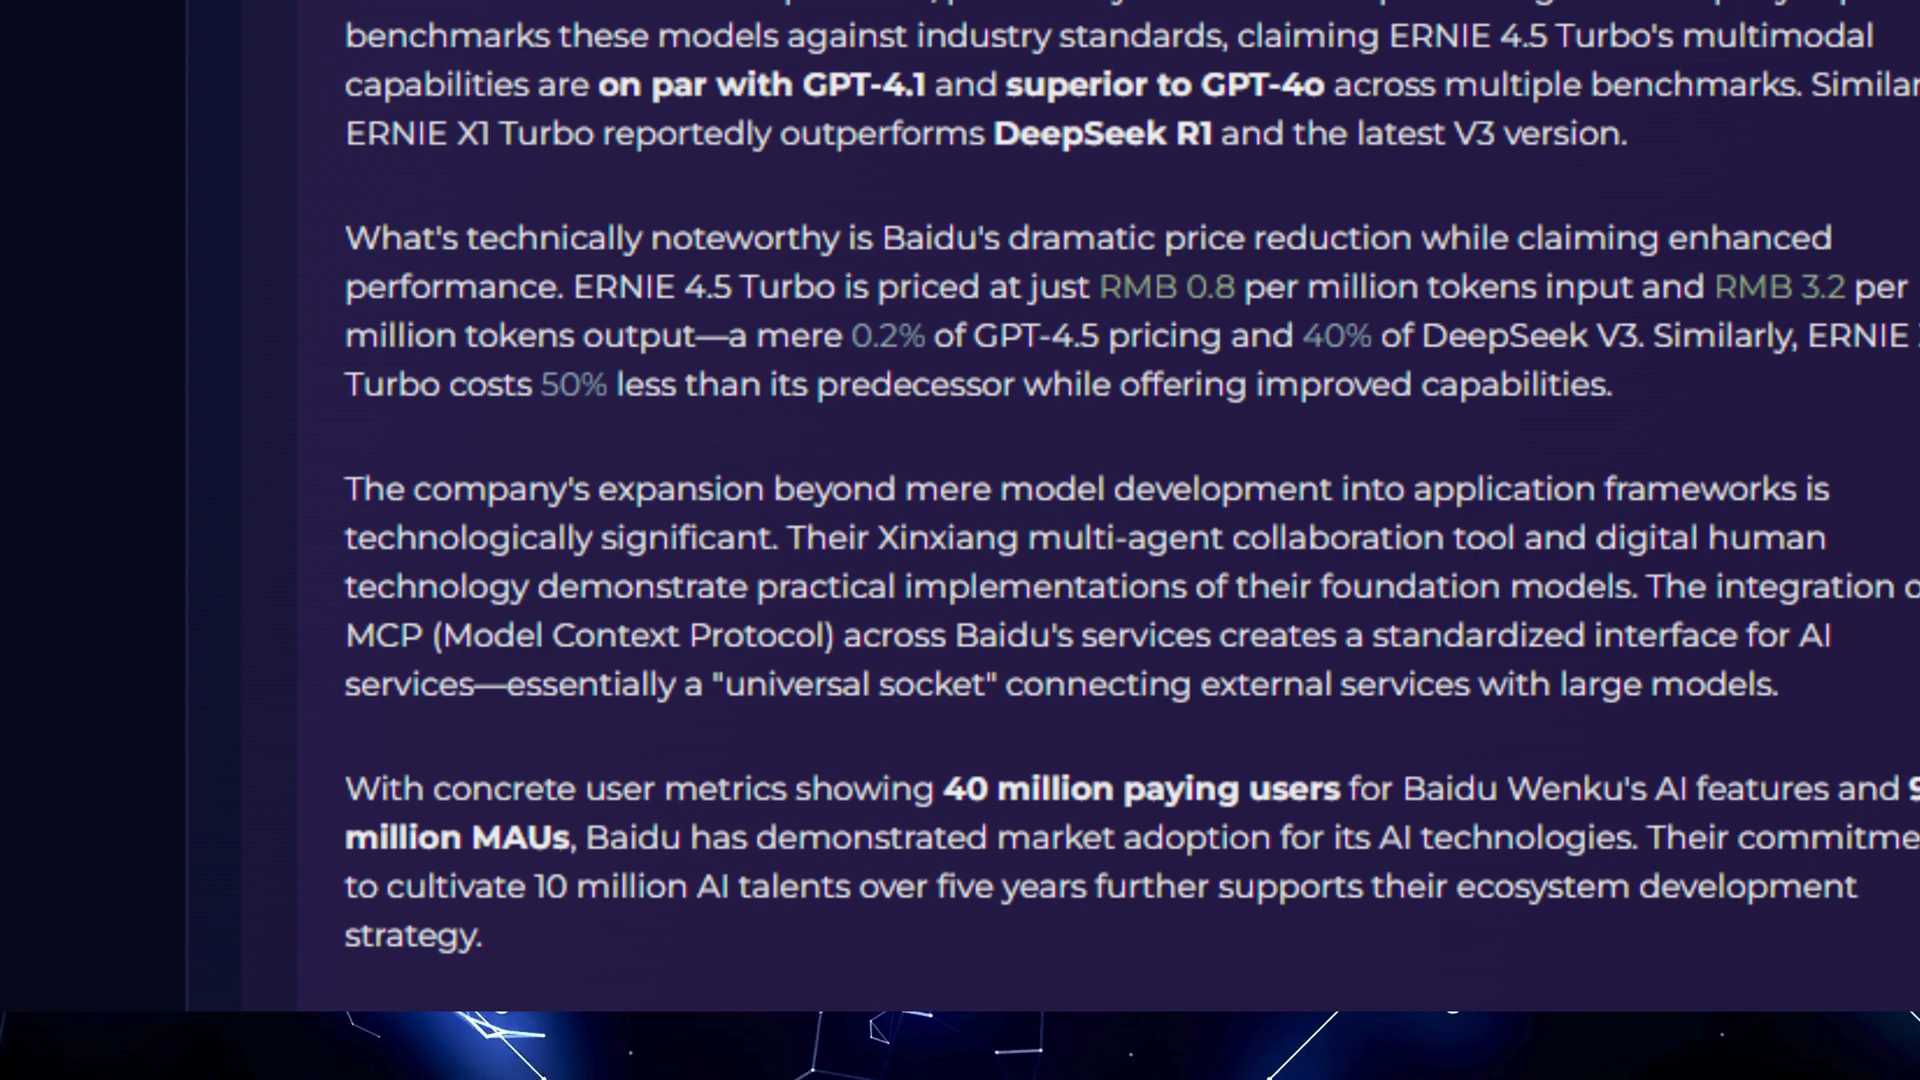 benchmarks these models against industry standards, claiming ERNIE 4.5 Turbo's multimodal
capabilities are on par with GPT-4.1 and superior to GPT-4o across multiple benchmarks.
ERNIE X1 Turbo reportedly outperforms DeepSeek R1 and the latest V3 version.
What's technically noteworthy is Baidu's dramatic price reduction while claiming enhanced
performance. ERNIE 4.5 Turbo is priced at just RMB 0.8 per million tokens input and RMB 3.2 per
million tokens output—a mere 0.2% of GPT-4.5 pricing and 40% of DeepSeek V3. Similarly, ERNIE
Turbo costs 50% less than its predecessor while offering improved capabilities.
The company's expansion beyond mere model development into application frameworks is
technologically significant. Their Xinxiang multi-agent collaboration tool and digital human
technology demonstrate practical implementations of their foundation models. The integration
MCP (Model Context Protocol) across Baidu's services creates a standardized interface for AI
services—essentially a "universal socket" connecting external services with large models.
With concrete user metrics showing 40 million paying users for Baidu Wenku's AI features and
million MAUs, Baidu has demonstrated market adoption for its AI technologies. Their
to cultivate 10 million AI talents over five years further supports their ecosystem development
strategy.